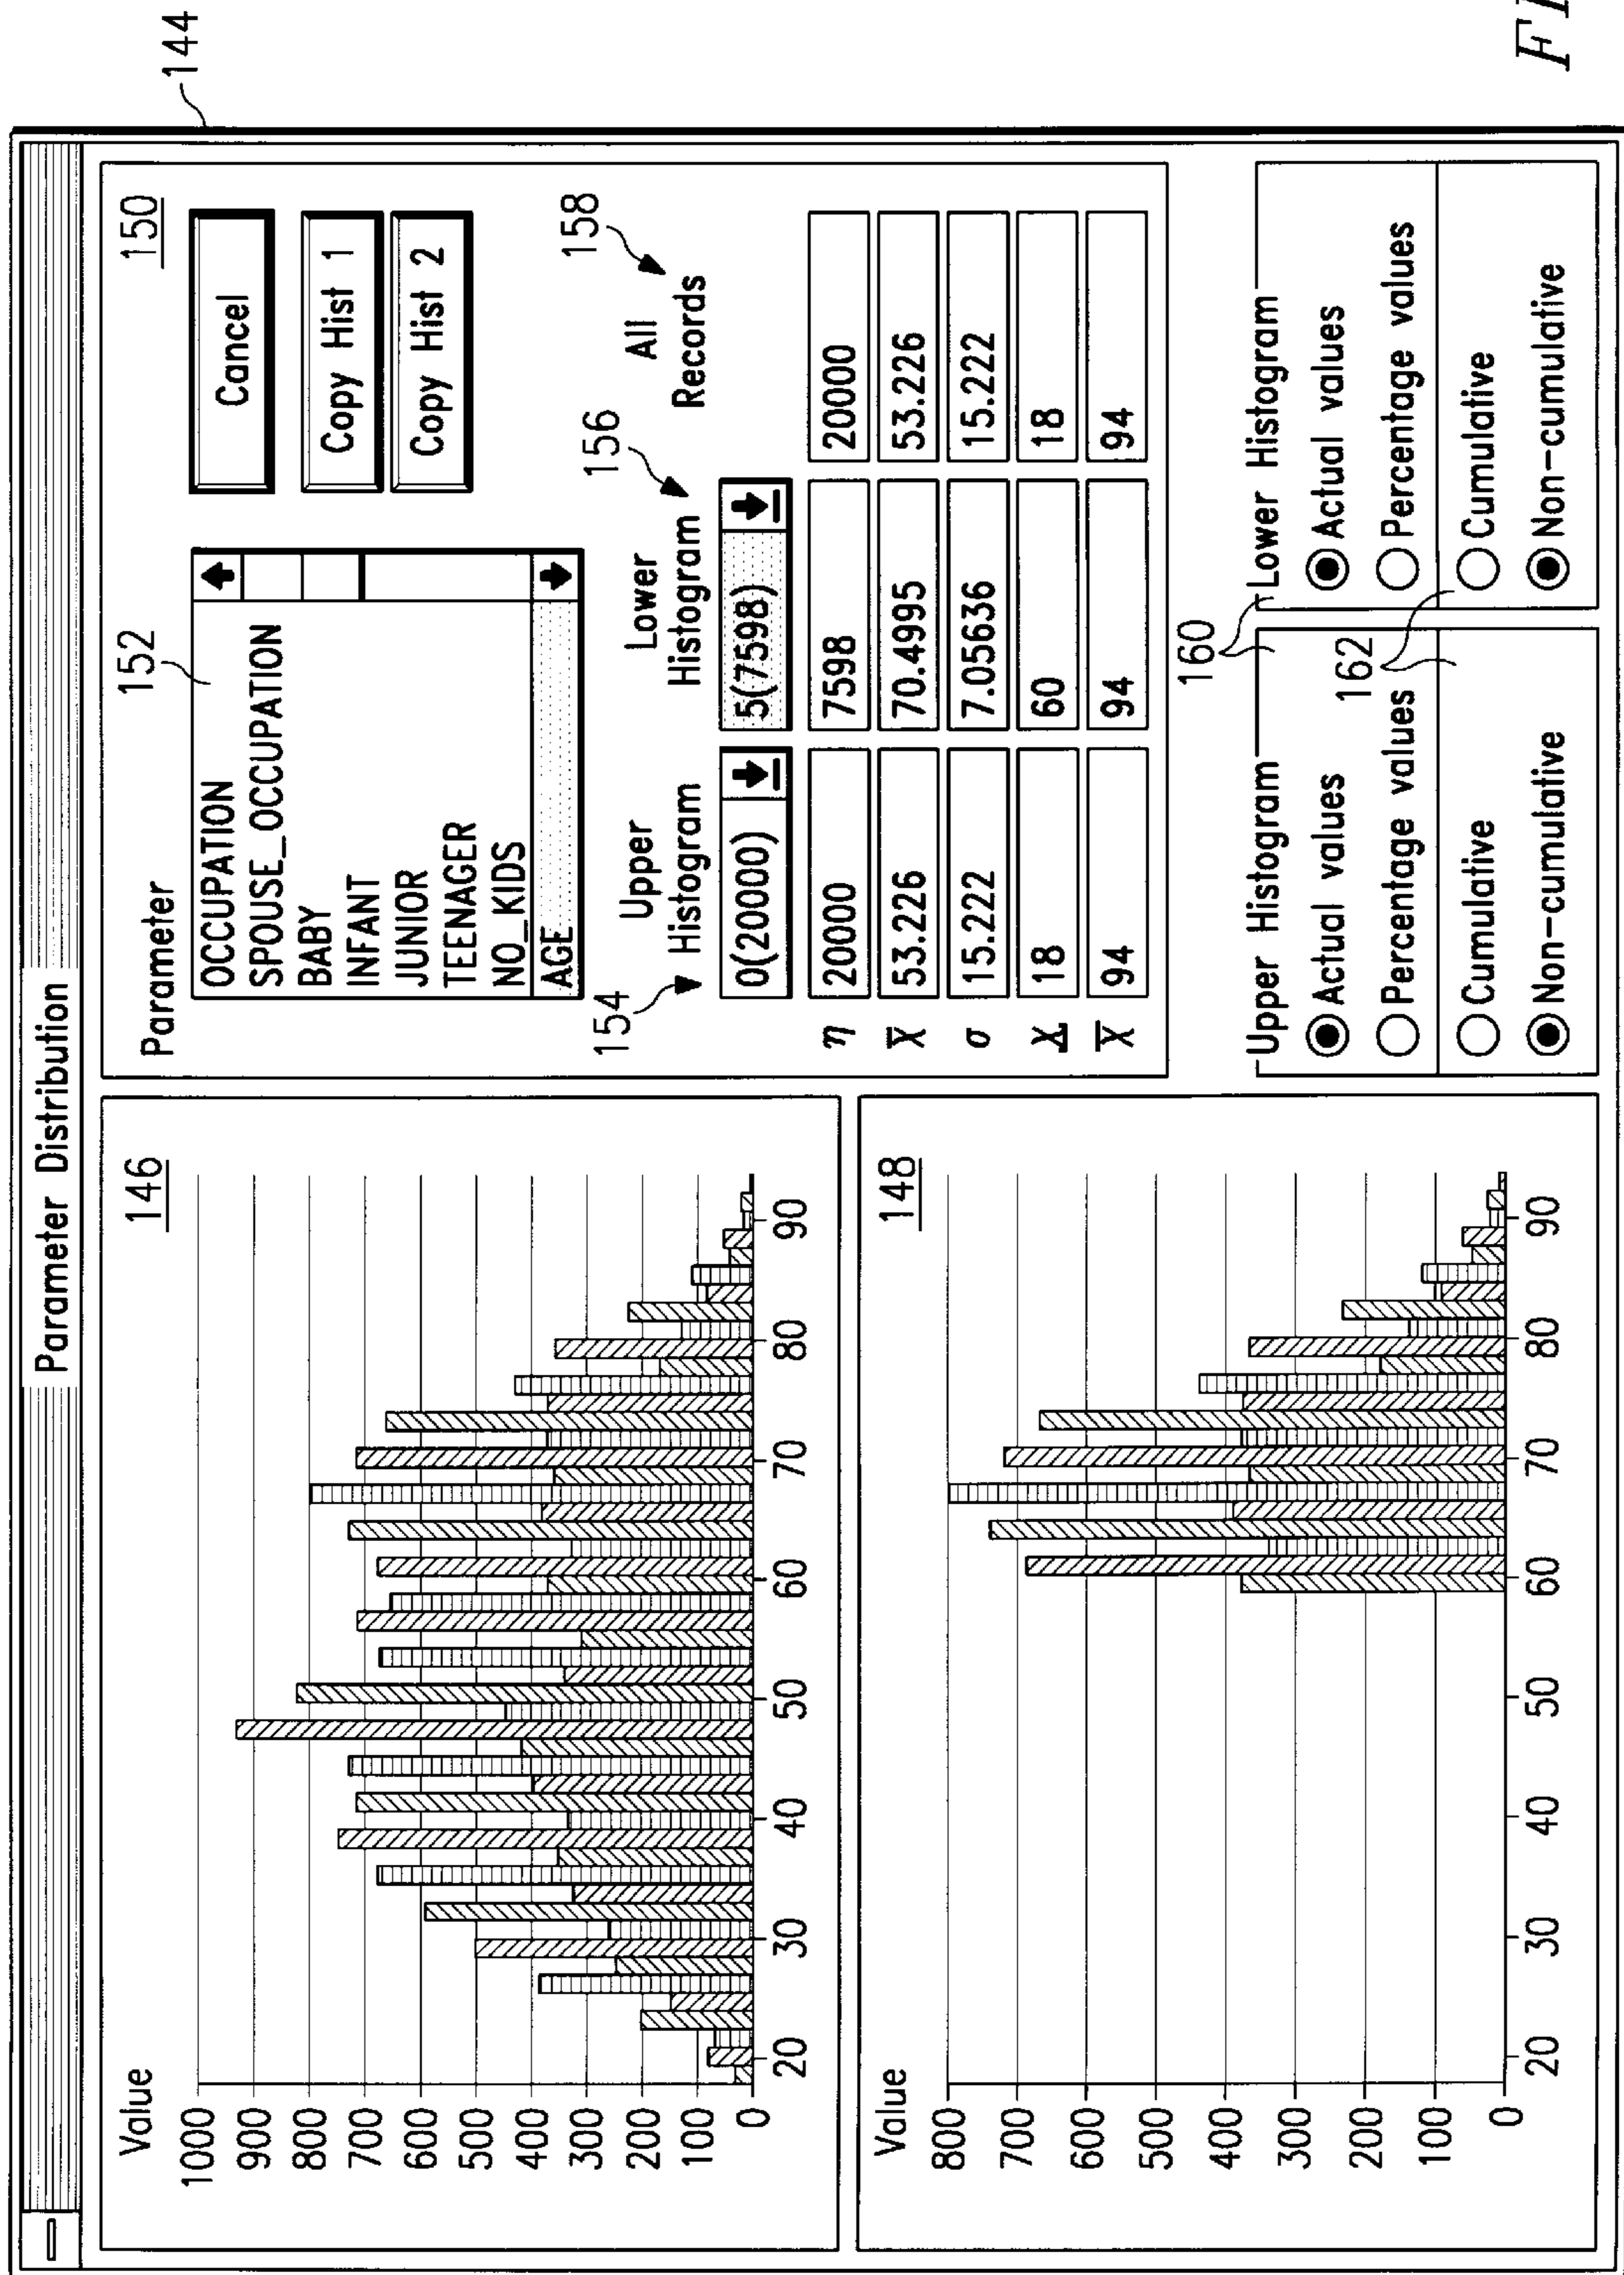 Parameter Distribution
144
146
Value
1000
900
800
700
600
500
400
300
200
100
0
20 30 40 50 60 70 80 90
148
Value
800
700
600
500
400
300
200
100
0
20 30 40 50 60 70 80 90
150
Parameter
152
OCCUPATION
SPOUSE_OCCUPATION
BABY
INFANT
JUNIOR
TEENAGER
NO_KIDS
AGE
Cancel
Copy Hist 1
Copy Hist 2
154 156 158
Upper Histogram
Lower Histogram
All Records
0(20000) 5(7598)
η 20000 7598 20000
X̅ 53.226 70.4995 53.226
σ 15.222 7.05636 15.222
X̲ 18 60 18
X̅ 94 94 94
160
162
Upper Histogram
Actual values
Percentage values
Cumulative
Non-cumulative
Lower Histogram
Actual values
Percentage values
Cumulative
Non-cumulative